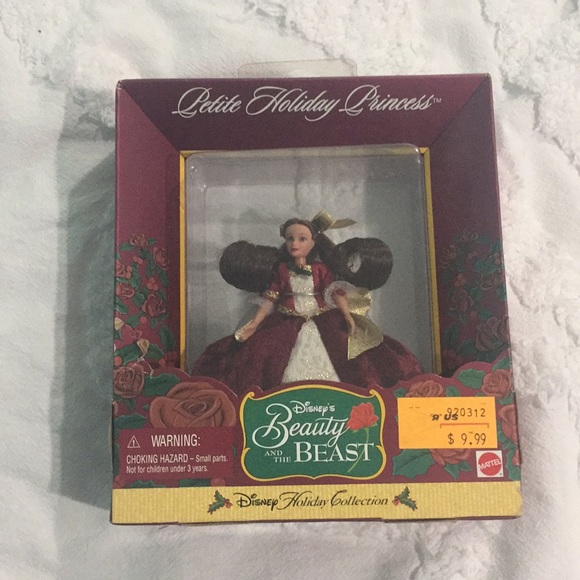 Petite Holiday Princess™
Disney's
Beauty
AND THE BEAST
920312
R US
$ 9.99
WARNING:
CHOKING HAZARD – Small parts.
Not for children under 3 years.
MATTEL
Disney Holiday Collection